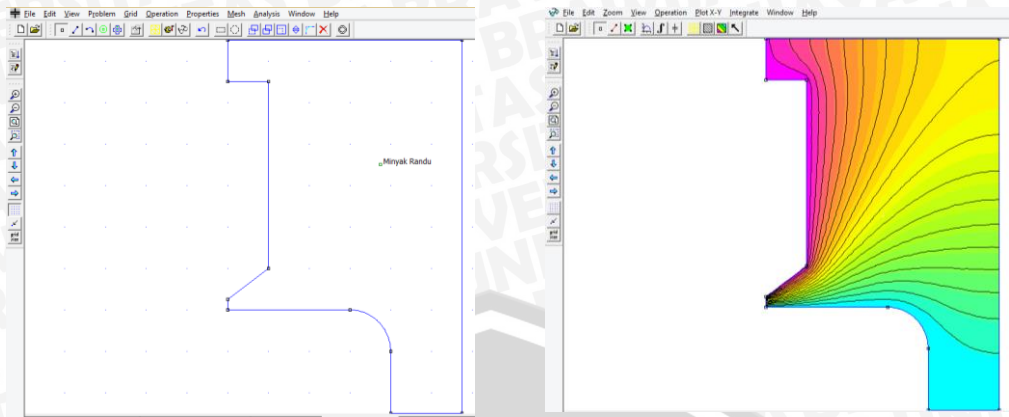 File Edit View Problem Grid Operation Properties Mesh Analysis Window Help
Minyak Randu
File Edit Zoom View Operation Plot X-Y Integrate Window Help